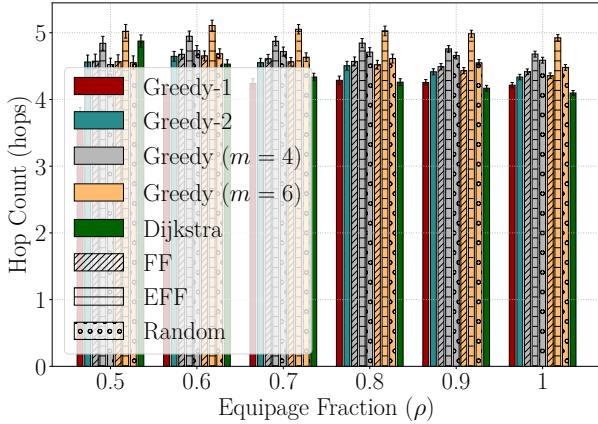 5
4
3
2
1
0
Hop Count (hops)
Greedy-1
Greedy-2
Greedy (m = 4)
Greedy (m = 6)
Dijkstra
FF
EFF
Random
0.5 0.6 0.7 0.8 0.9 1
Equipage Fraction (ρ)